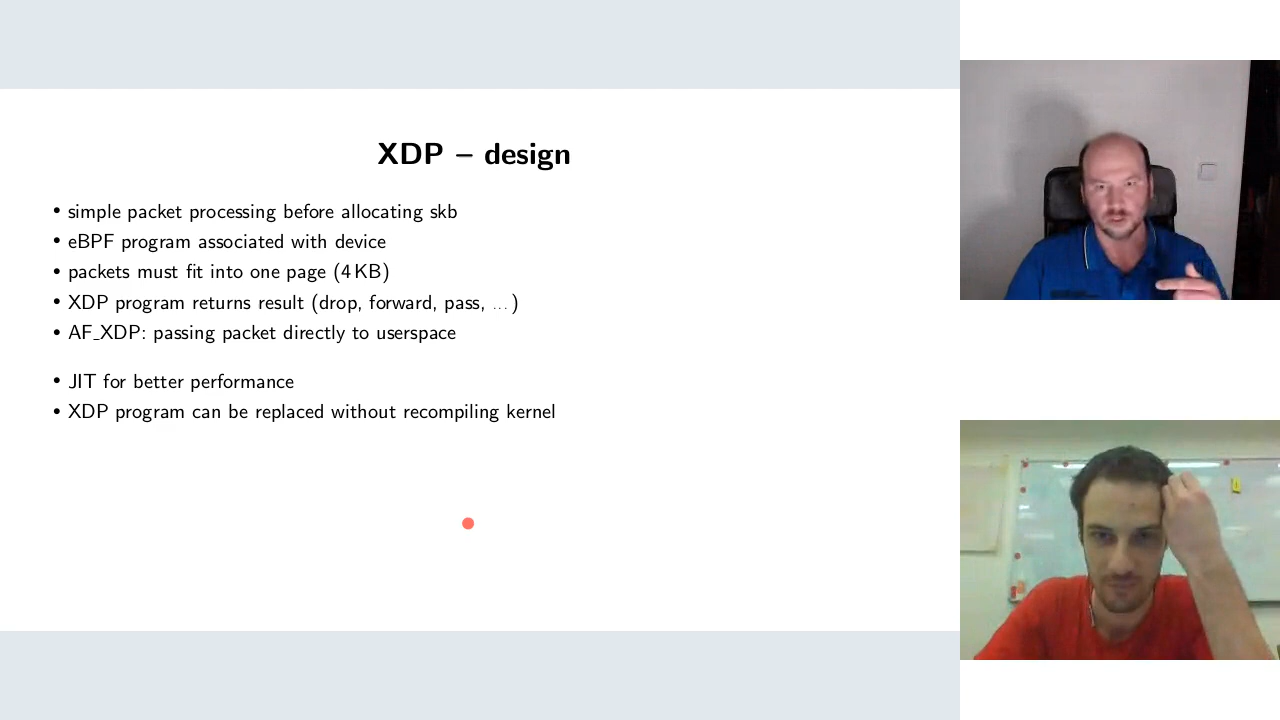 XDP – design
• simple packet processing before allocating skb
• eBPF program associated with device
• packets must fit into one page (4 KB)
• XDP program returns result (drop, forward, pass, ...)
• AF_XDP: passing packet directly to userspace
• JIT for better performance
• XDP program can be replaced without recompiling kernel